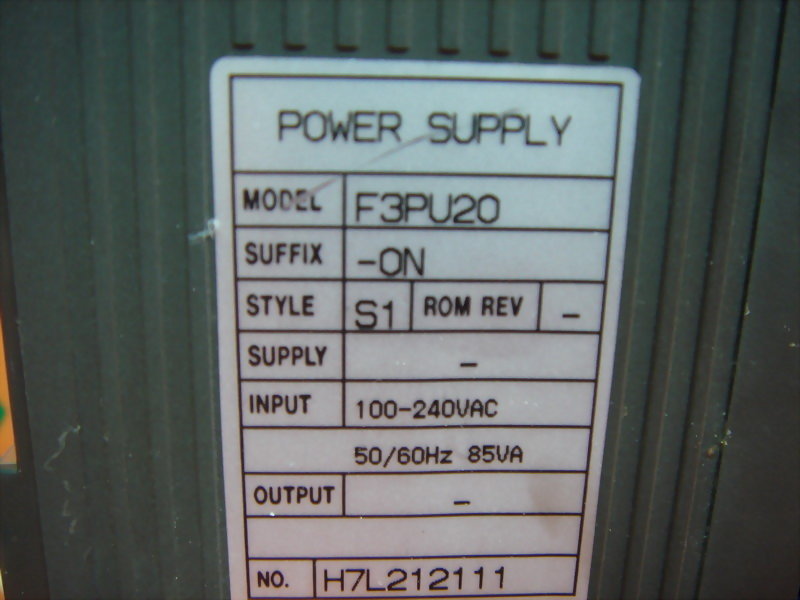 POWER SUPPLY
MODEL F3PU20
SUFFIX -0N
STYLE S1 ROM REV -
SUPPLY -
INPUT 100-240VAC
50/60Hz 85VA
OUTPUT -
NO. H7L212111